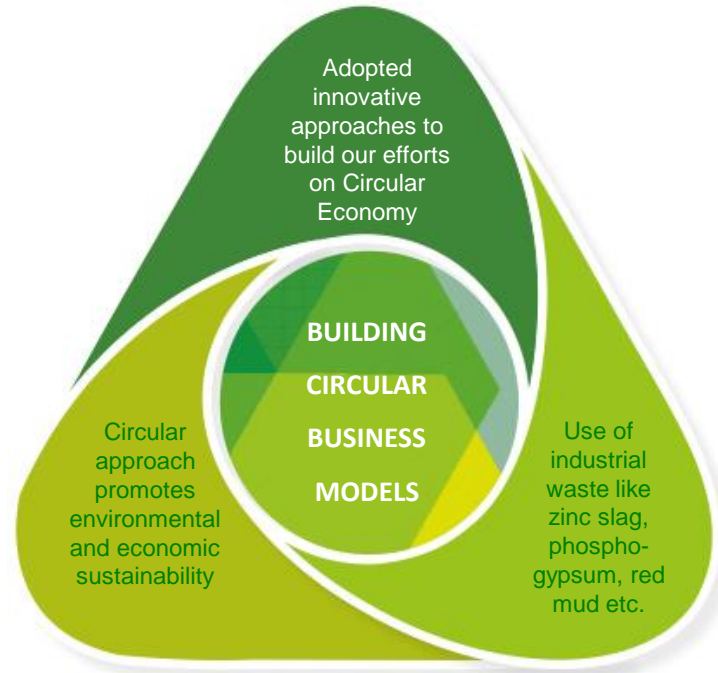 Adopted
innovative
approaches to
build our efforts
on Circular
Economy
BUILDING
CIRCULAR
BUSINESS
MODELS
Circular
approach
promotes
environmental
and economic
sustainability
Use of
industrial
waste like
zinc slag,
phospho-
gypsum, red
mud etc.